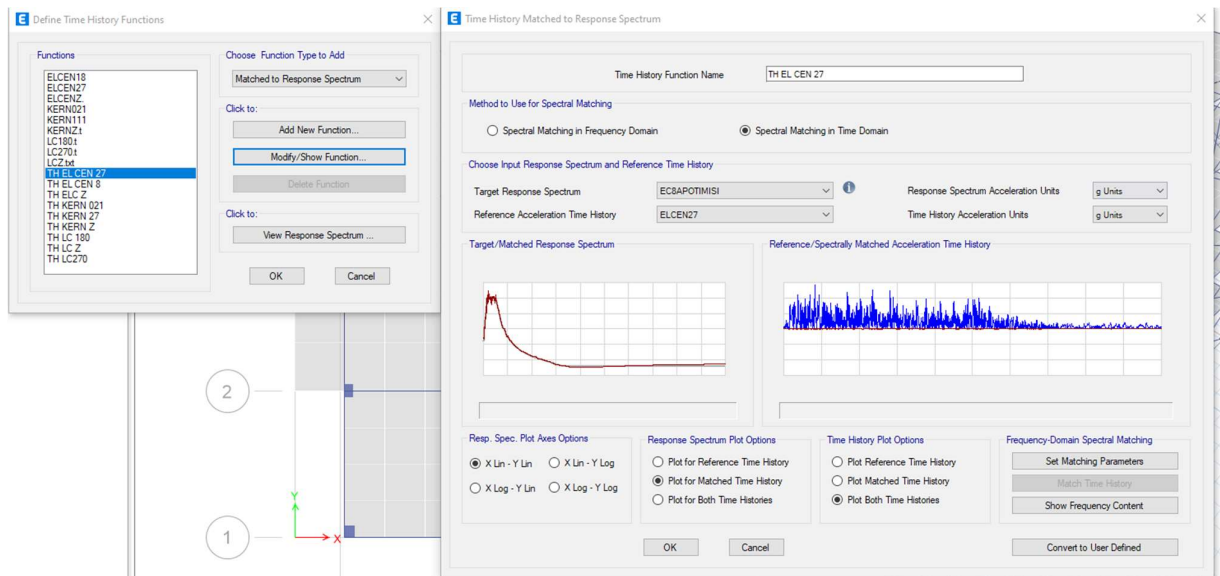 E Define Time History Functions
Functions
ELCEN18
ELCEN27
ELCENZ.
KERN021
KERN111
KERNZ.t
LC180.t
LC270.t
LCZ.txt
TH EL CEN 27
TH EL CEN 8
TH ELC Z
TH KERN 021
TH KERN 27
TH KERN Z
TH LC 180
TH LC Z
TH LC270
Choose Function Type to Add
Matched to Response Spectrum
Click to:
Add New Function...
Modify/Show Function...
Delete Function
Click to:
View Response Spectrum ...
OK Cancel
2
1
Y
X
E Time History Matched to Response Spectrum
Time History Function Name TH EL CEN 27
Method to Use for Spectral Matching
Spectral Matching in Frequency Domain Spectral Matching in Time Domain
Choose Input Response Spectrum and Reference Time History
Target Response Spectrum EC8APOTIMISI i Response Spectrum Acceleration Units g Units
Reference Acceleration Time History ELCEN27 Time History Acceleration Units g Units
Target/Matched Response Spectrum
Reference/Spectrally Matched Acceleration Time History
Resp. Spec. Plot Axes Options
X Lin - Y Lin X Lin - Y Log
X Log - Y Lin X Log - Y Log
Response Spectrum Plot Options
Plot for Reference Time History
Plot for Matched Time History
Plot for Both Time Histories
Time History Plot Options
Plot Reference Time History
Plot Matched Time History
Plot Both Time Histories
Frequency-Domain Spectral Matching
Set Matching Parameters
Match Time History
Show Frequency Content
OK Cancel
Convert to User Defined